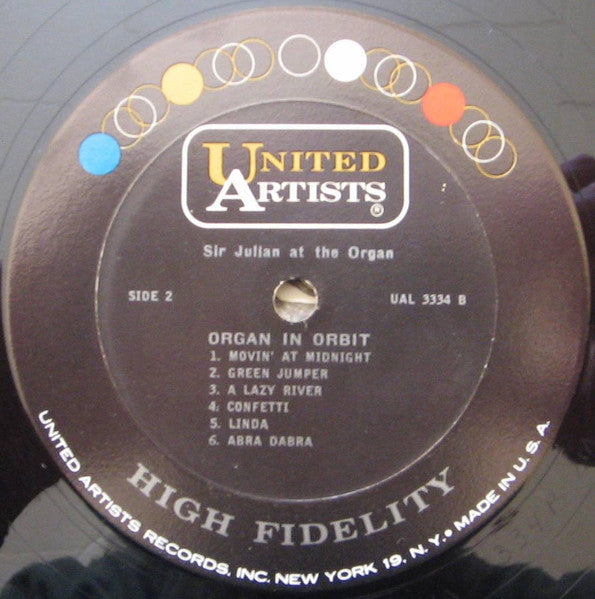 UNITED
ARTISTS
®
Sir Julian at the Organ
SIDE 2
UAL 3334 B
ORGAN IN ORBIT
1. MOVIN' AT MIDNIGHT
2. GREEN JUMPER
3. A LAZY RIVER
4. CONFETTI
5. LINDA
6. ABRA DABRA
HIGH FIDELITY
UNITED ARTISTS RECORDS, INC. NEW YORK 19, N.Y. • MADE IN U.S.A.